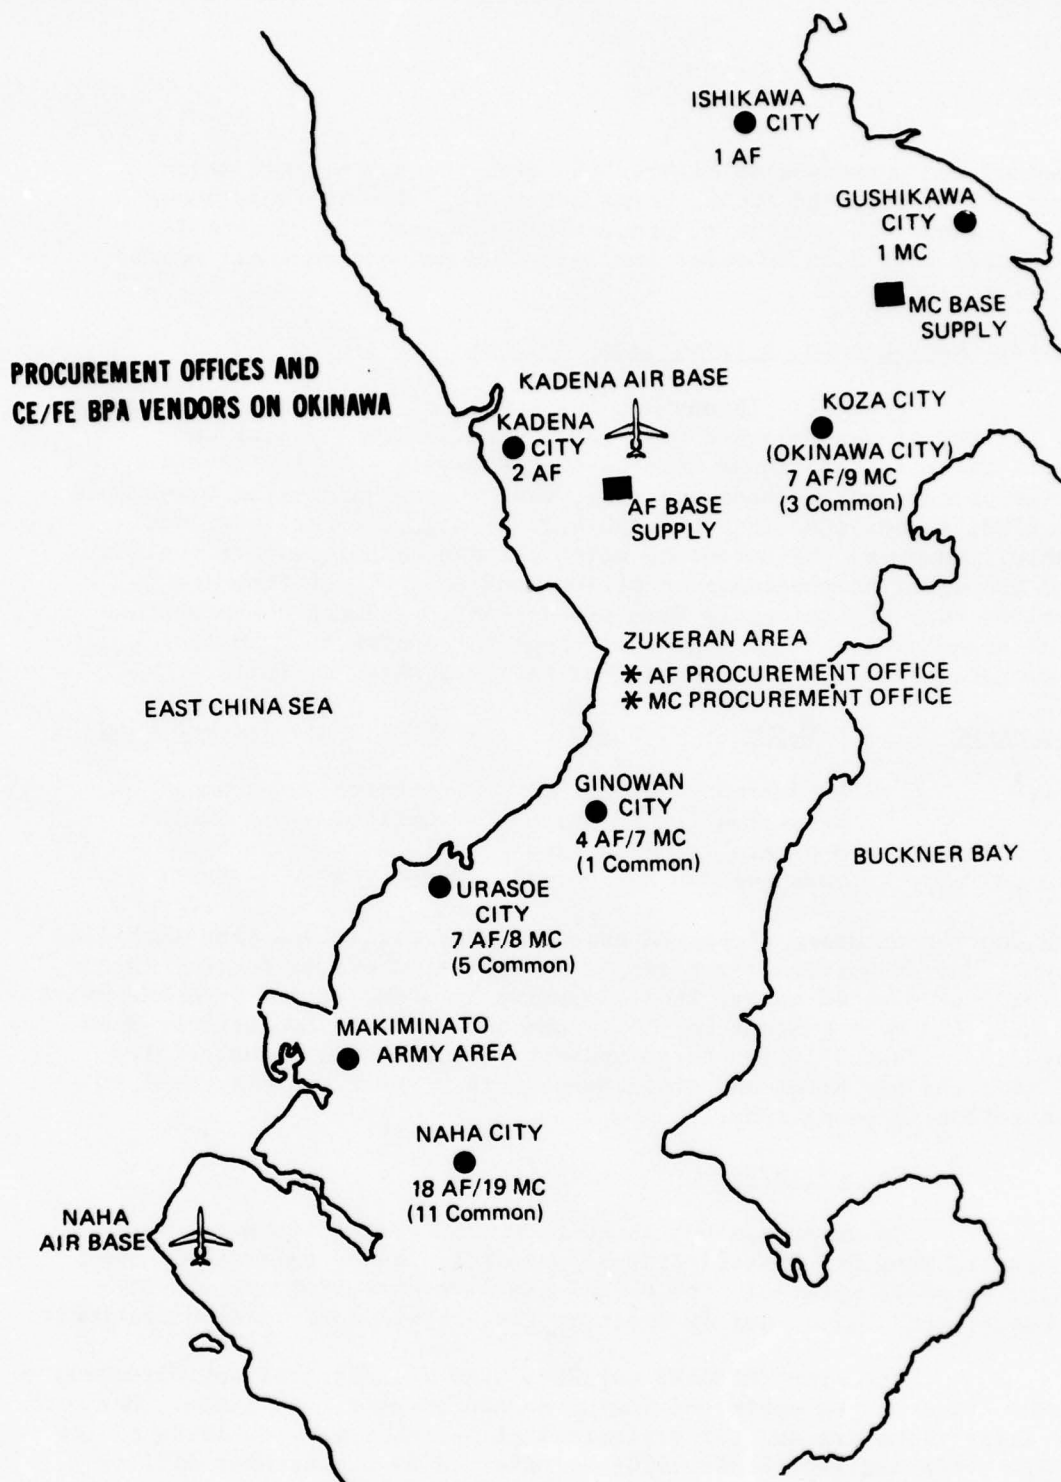 ISHIKAWA
CITY
1 AF
GUSHIKAWA
CITY
1 MC
MC BASE
SUPPLY
PROCUREMENT OFFICES AND
CE/FE BPA VENDORS ON OKINAWA
KADENA AIR BASE
KADENA
CITY
2 AF
KOZA CITY
(OKINAWA CITY)
7 AF/9 MC
(3 Common)
AF BASE
SUPPLY
ZUKERAN AREA
* AF PROCUREMENT OFFICE
* MC PROCUREMENT OFFICE
EAST CHINA SEA
GINOWAN
CITY
4 AF/7 MC
(1 Common)
BUCKNER BAY
URASOE
CITY
7 AF/8 MC
(5 Common)
MAKIMINATO
ARMY AREA
NAHA CITY
18 AF/19 MC
(11 Common)
NAHA
AIR BASE